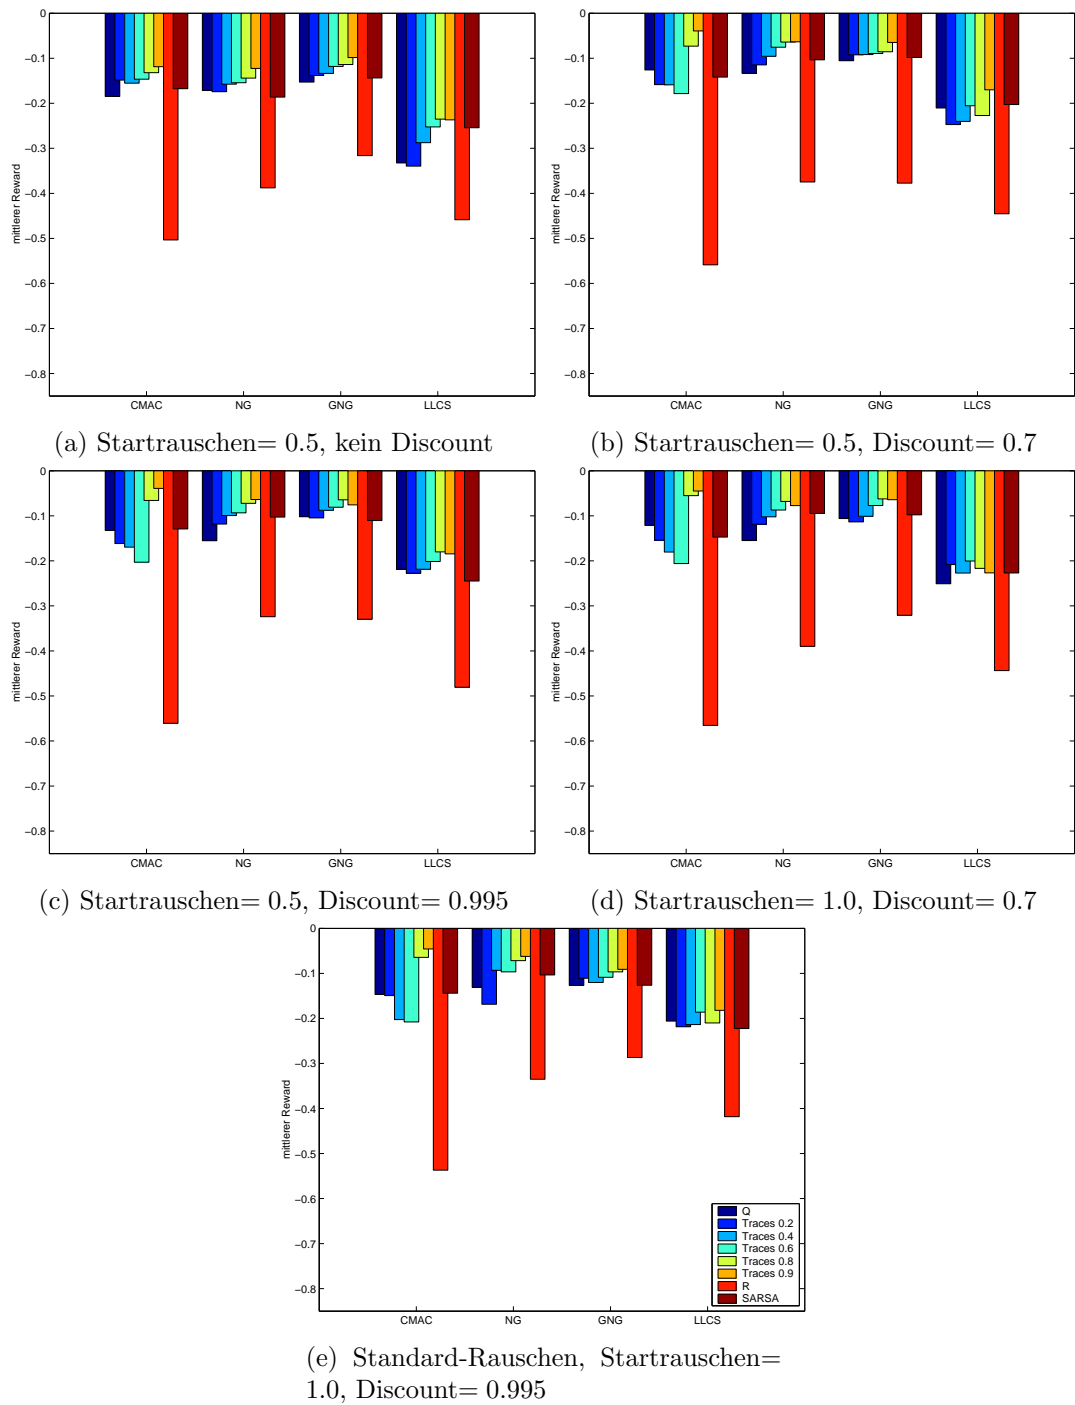 0
−0.1
−0.2
−0.3
−0.4
−0.5
−0.6
−0.7
−0.8
mittlerer Reward
CMAC NG GNG LLCS
(a) Startrauschen= 0.5, kein Discount
0
−0.1
−0.2
−0.3
−0.4
−0.5
−0.6
−0.7
−0.8
mittlerer Reward
CMAC NG GNG LLCS
(b) Startrauschen= 0.5, Discount= 0.7
0
−0.1
−0.2
−0.3
−0.4
−0.5
−0.6
−0.7
−0.8
mittlerer Reward
CMAC NG GNG LLCS
(c) Startrauschen= 0.5, Discount= 0.995
0
−0.1
−0.2
−0.3
−0.4
−0.5
−0.6
−0.7
−0.8
mittlerer Reward
CMAC NG GNG LLCS
(d) Startrauschen= 1.0, Discount= 0.7
0
−0.1
−0.2
−0.3
−0.4
−0.5
−0.6
−0.7
−0.8
mittlerer Reward
Q
Traces 0.2
Traces 0.4
Traces 0.6
Traces 0.8
Traces 0.9
R
SARSA
CMAC NG GNG LLCS
(e) Standard-Rauschen, Startrauschen=
1.0, Discount= 0.995